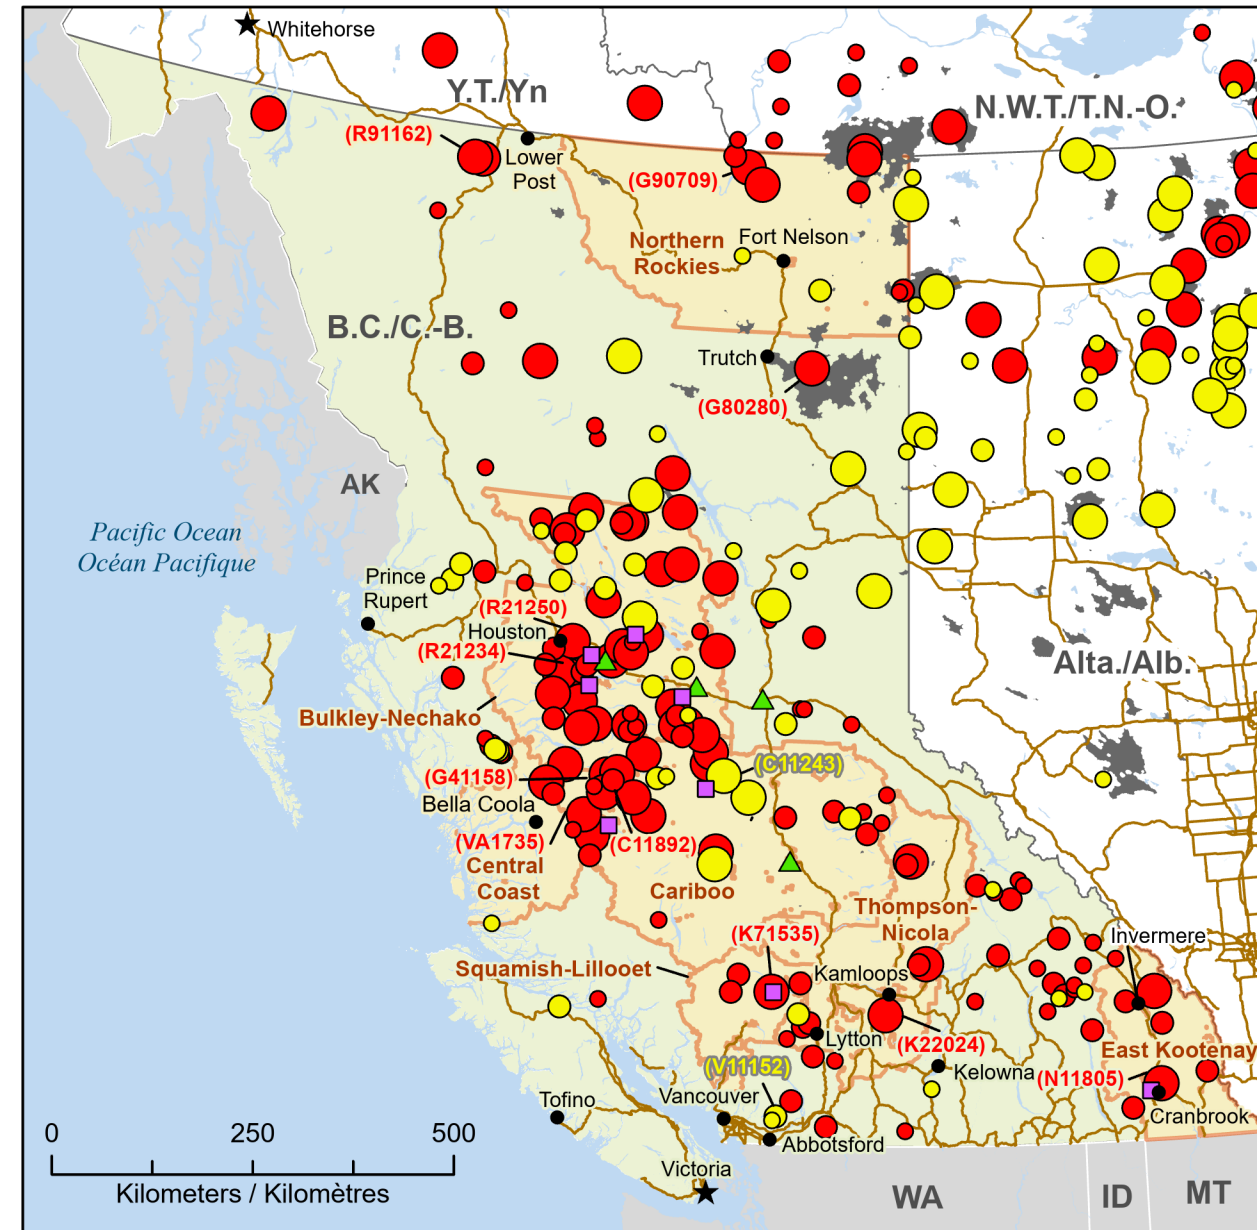 Whitehorse
Y.T./Yn
N.W.T./T.N.-O.
(R91162)
Lower
Post
(G90709)
Northern
Rockies
Fort Nelson
B.C./C.-B.
Trutch
(G80280)
AK
Pacific Ocean
Océan Pacifique
Prince
Rupert
(R21250)
Houston
(R21234)
Alta./Alb.
Bulkley-Nechako
(C11243)
(G41158)
Bella Coola
(VA1735)
(C11892)
Central
Coast
Cariboo
Thompson-
Nicola
(K71535)
Invermere
Squamish-Lillooet
Kamloops
Lytton
(K22024)
East Kootenay
(V11152)
Kelowna
(N11805)
Tofino
Vancouver
Cranbrook
Abbotsford
0 250 500
Kilometers / Kilomètres
Victoria
WA
ID
MT